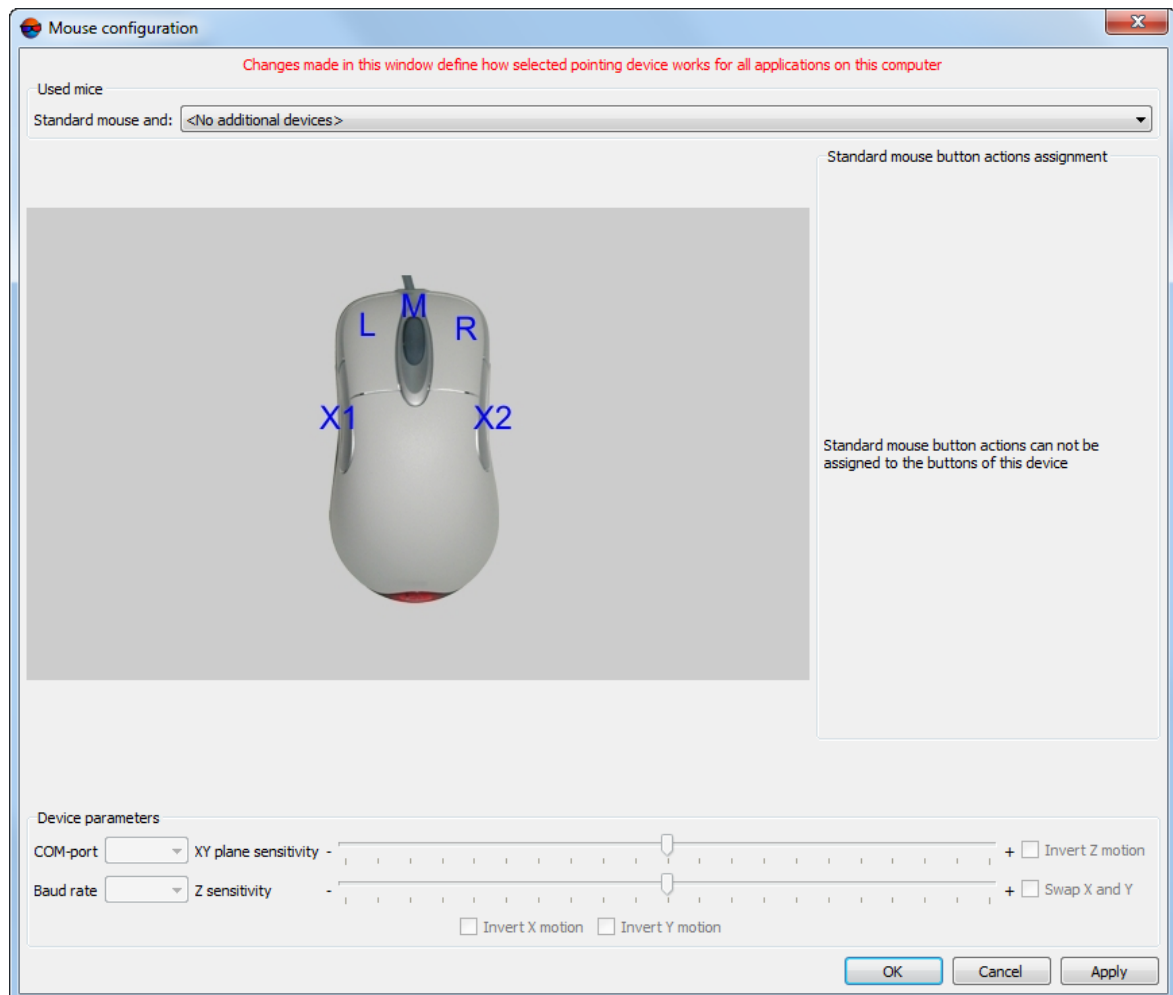 Mouse configuration
Changes made in this window define how selected pointing device works for all applications on this computer
Used mice
Standard mouse and: <No additional devices>
Standard mouse button actions assignment
L M R
X1 X2
Standard mouse button actions can not be
assigned to the buttons of this device
Device parameters
COM-port XY plane sensitivity - + Invert Z motion
Baud rate Z sensitivity - + Swap X and Y
Invert X motion Invert Y motion
OK Cancel Apply